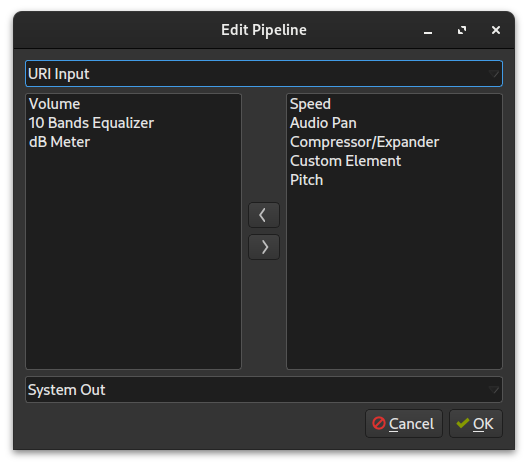 Edit Pipeline
URI Input
Volume
10 Bands Equalizer
dB Meter
Speed
Audio Pan
Compressor/Expander
Custom Element
Pitch
System Out
Cancel
OK